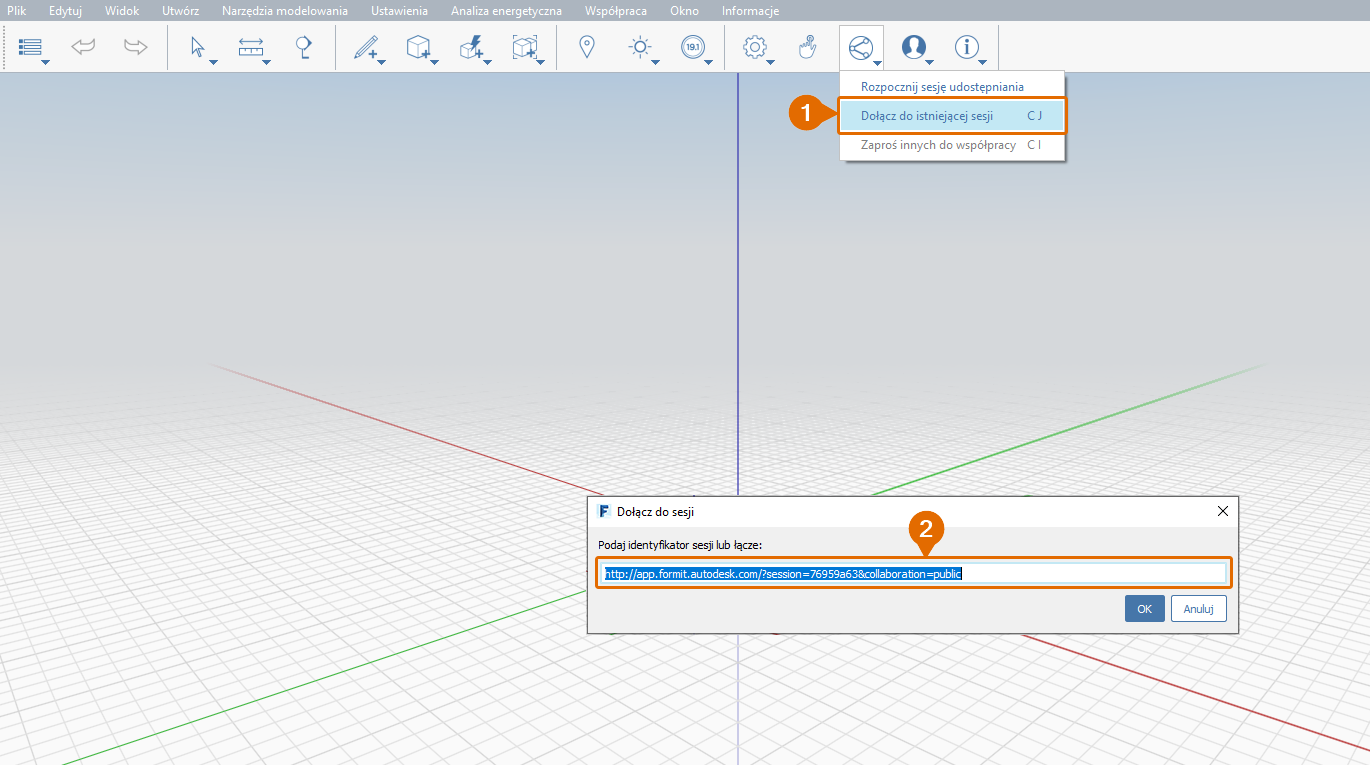 Plik Edytuj Widok Utwórz Narzędzia modelowania Ustawienia Analiza energetyczna Współpraca Okno Informacje
19.1
Rozpocznij sesję udostępniania
1
Dołącz do istniejącej sesji C J
Zaproś innych do współpracy C I
F Dołącz do sesji
2
Podaj identyfikator sesji lub łącze:
http://app.formit.autodesk.com/?session=76959a63&collaboration=public
OK Anuluj